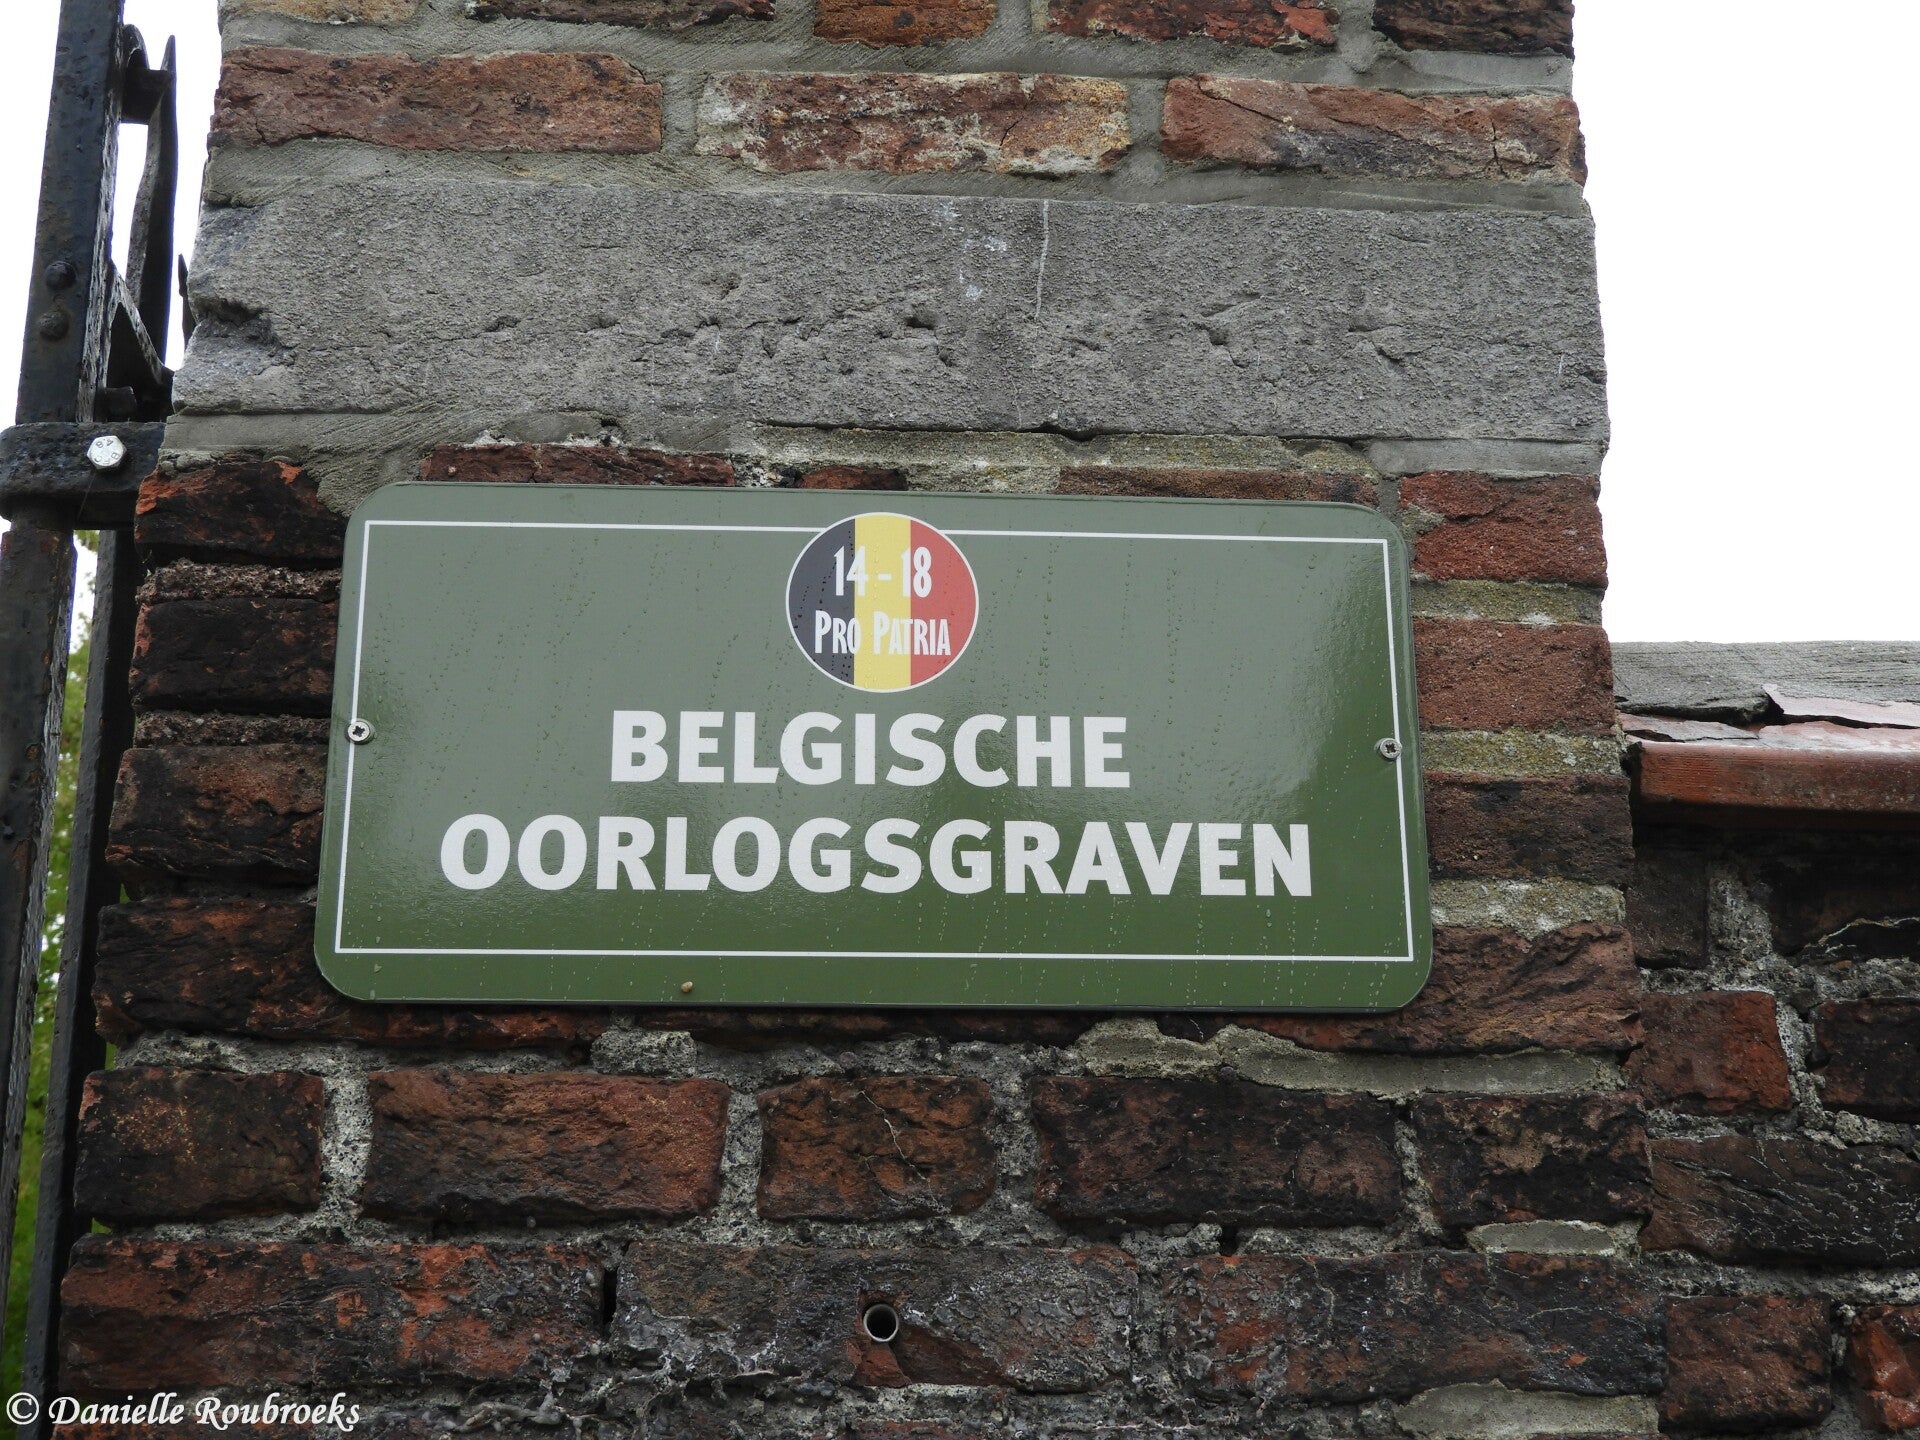 14 - 18
PRO PATRIA
BELGISCHE
OORLOGSGRAVEN
© Danielle Roubroeks